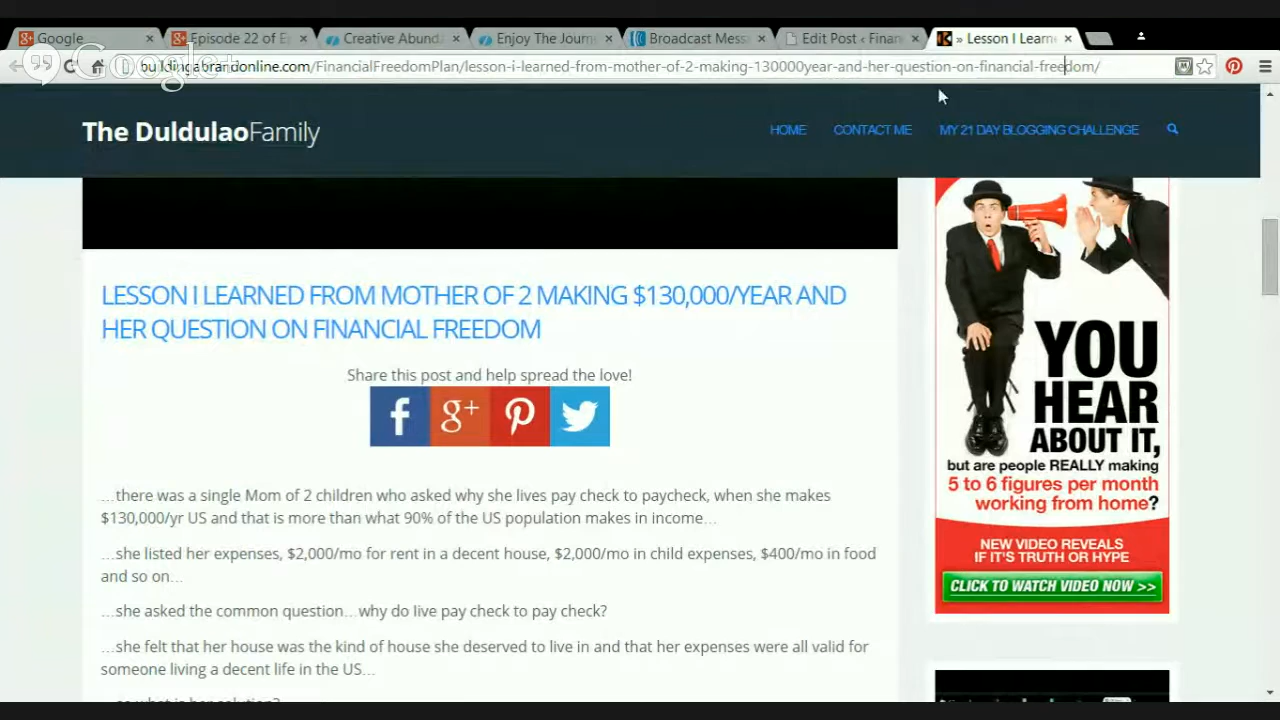 Google
Episode 22 of E
Creative Abund
Enjoy The Journ
Broadcast Mess
Edit Post ‹ Finan
» Lesson I Learn
Google+
buildingabrandonline.com/FinancialFreedomPlan/lesson-i-learned-from-mother-of-2-making-130000year-and-her-question-on-financial-freedom/
The DuldulaoFamily
HOME
CONTACT ME
MY 21 DAY BLOGGING CHALLENGE
LESSON I LEARNED FROM MOTHER OF 2 MAKING $130,000/YEAR AND
HER QUESTION ON FINANCIAL FREEDOM
Share this post and help spread the love!
…there was a single Mom of 2 children who asked why she lives pay check to paycheck, when she makes
$130,000/yr US and that is more than what 90% of the US population makes in income…
…she listed her expenses, $2,000/mo for rent in a decent house, $2,000/mo in child expenses, $400/mo in food
and so on…
…she asked the common question…why do live pay check to pay check?
…she felt that her house was the kind of house she deserved to live in and that her expenses were all valid for
someone living a decent life in the US…
YOU
HEAR
ABOUT IT,
but are people REALLY making
5 to 6 figures per month
working from home?
NEW VIDEO REVEALS
IF IT'S TRUTH OR HYPE
CLICK TO WATCH VIDEO NOW >>